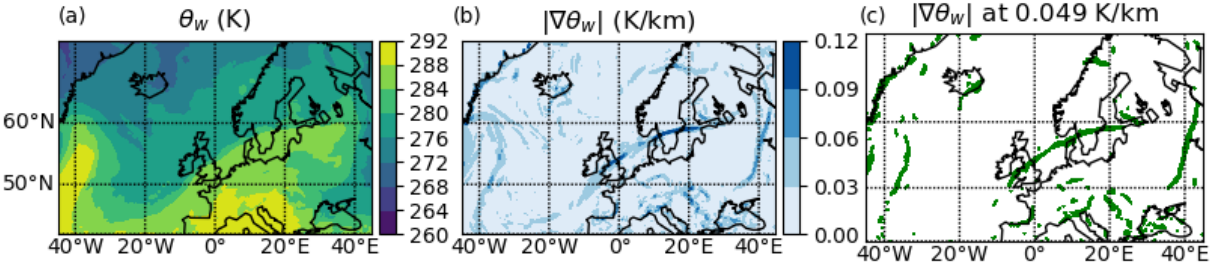 (a) θ_W (K)
(b) |∇θ_W| (K/km)
(c) |∇θ_W| at 0.049 K/km
60°N
50°N
292
288
284
280
276
272
268
264
260
0.12
0.09
0.06
0.03
0.00
40°W 20°W 0° 20°E 40°E
40°W 20°W 0° 20°E 40°E
40°W 20°W 0° 20°E 40°E